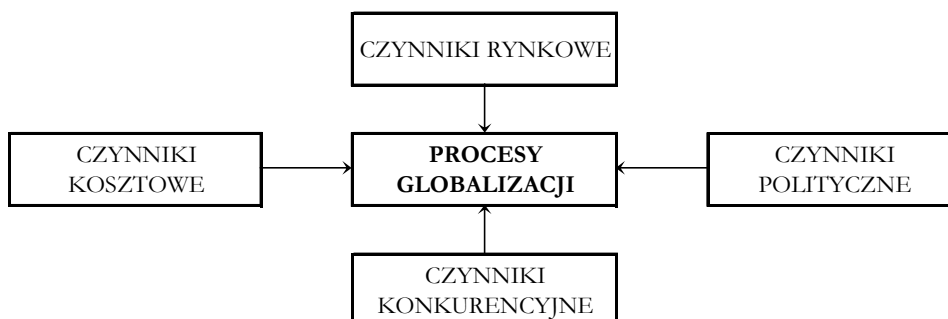 CZYNNIKI RYNKOWE
CZYNNIKI
KOSZTOWE
PROCESY
GLOBALIZACJI
CZYNNIKI
POLITYCZNE
CZYNNIKI
KONKURENCYJNE